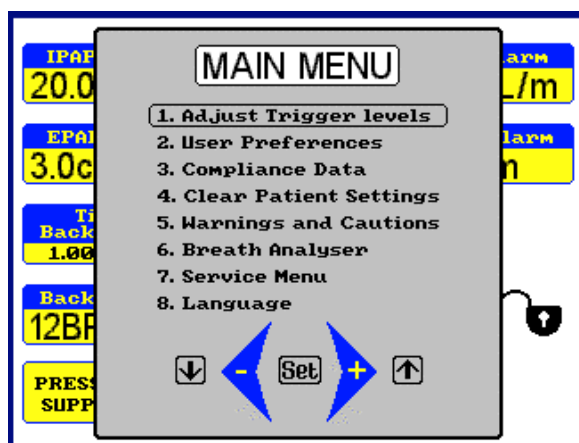 MAIN MENU
1. Adjust Trigger levels
2. User Preferences
3. Compliance Data
4. Clear Patient Settings
5. Warnings and Cautions
6. Breath Analyser
7. Service Menu
8. Language
- Set +
IPAP
20.0
EPAP
3.0c
Ti
Back
1.00
Back
12BP
PRESS
SUPP
arm
L/m
larm